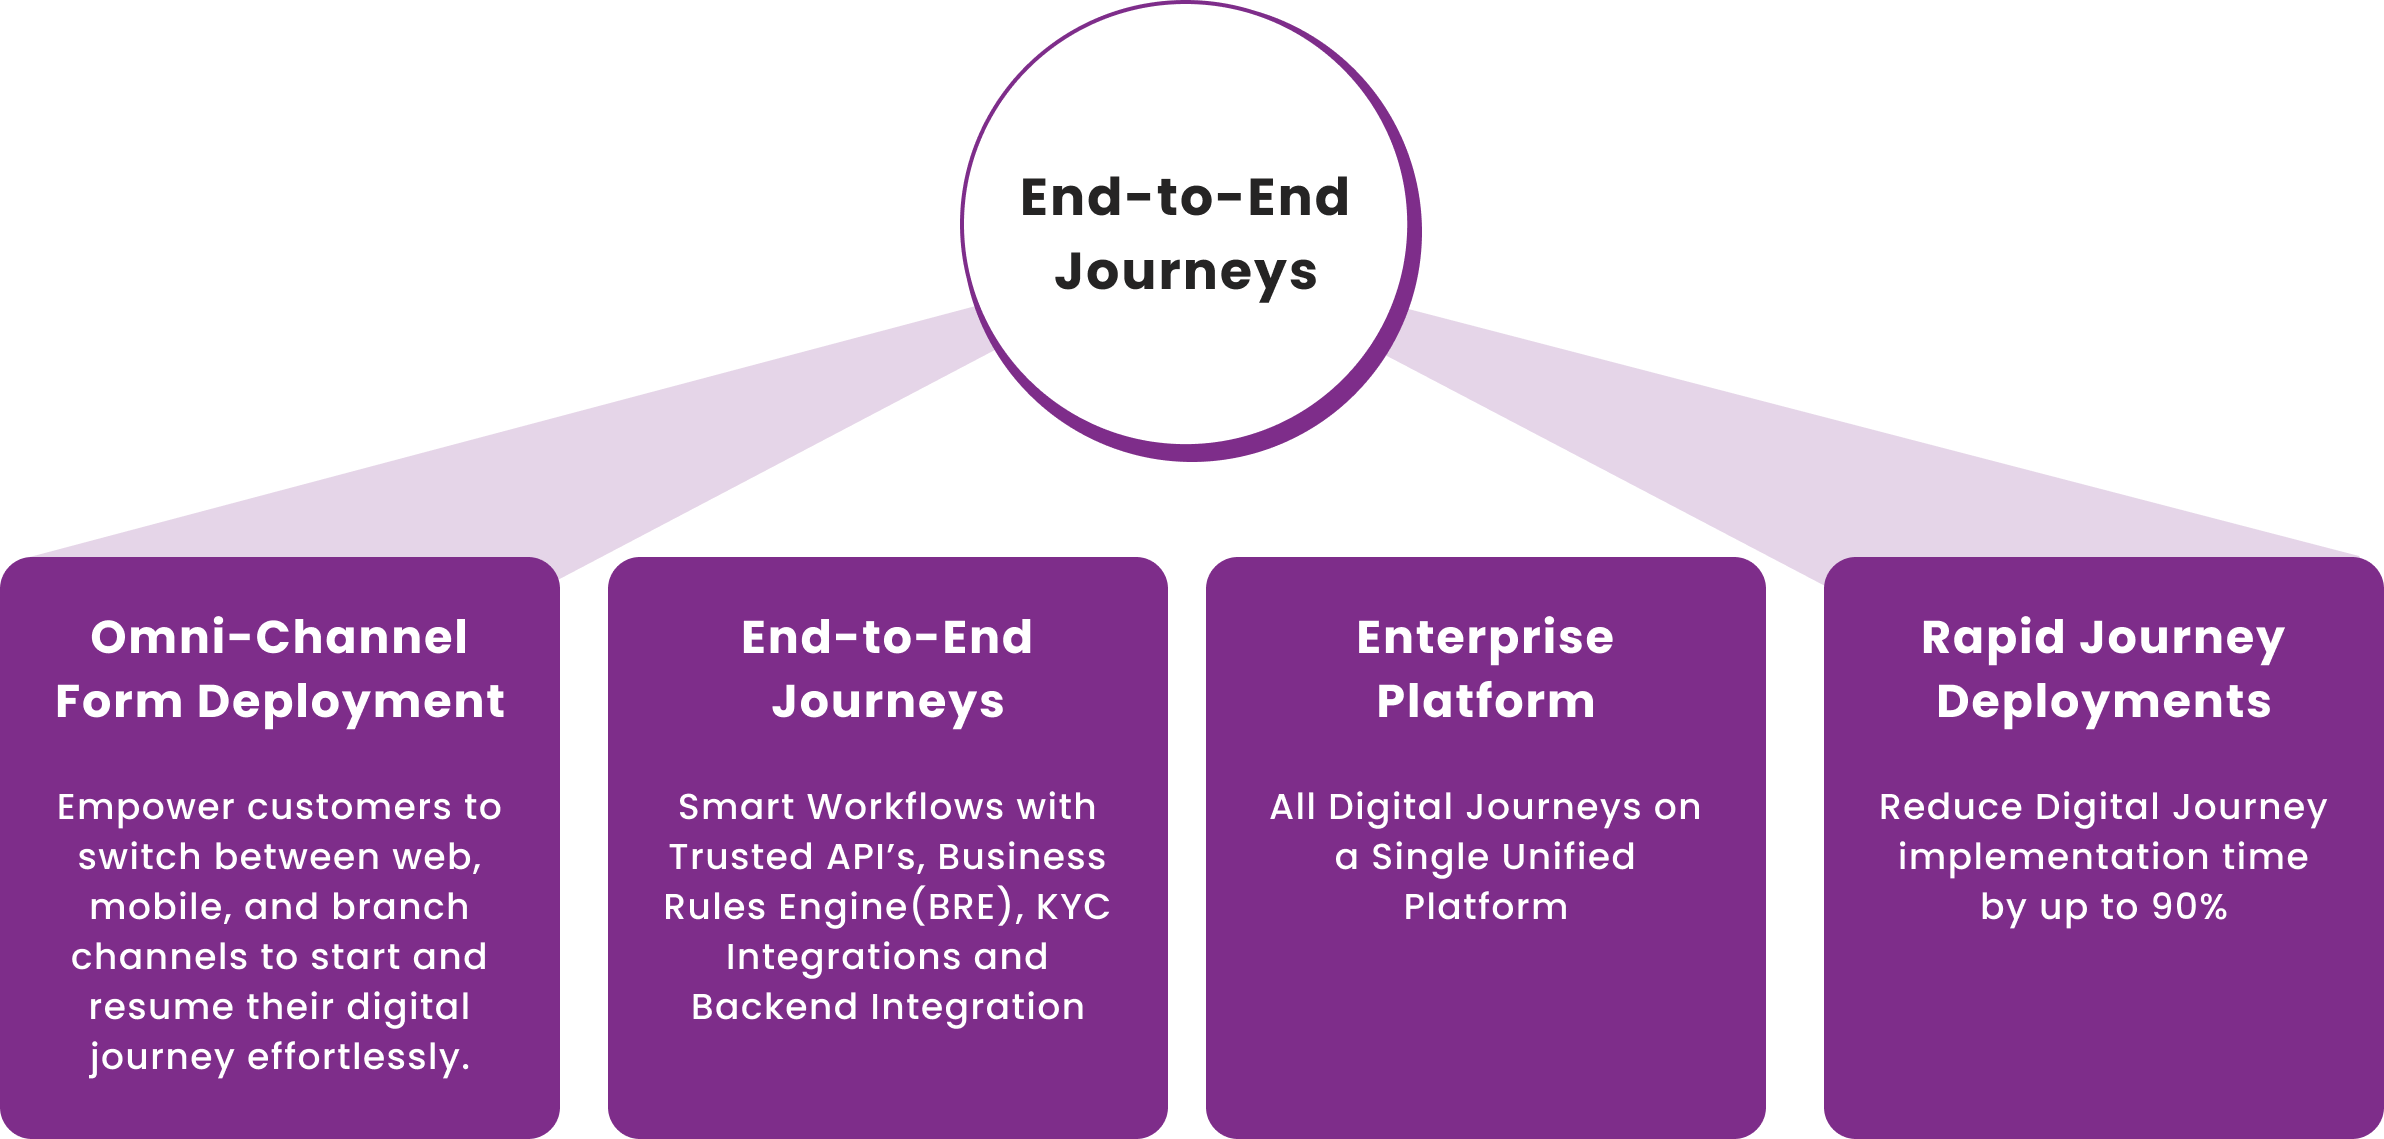 End-to-End
Journeys
Omni-Channel
Form Deployment
Empower customers to
switch between web,
mobile, and branch
channels to start and
resume their digital
journey effortlessly.
End-to-End
Journeys
Smart Workflows with
Trusted API’s, Business
Rules Engine(BRE), KYC
Integrations and
Backend Integration
Enterprise
Platform
All Digital Journeys on
a Single Unified
Platform
Rapid Journey
Deployments
Reduce Digital Journey
implementation time
by up to 90%